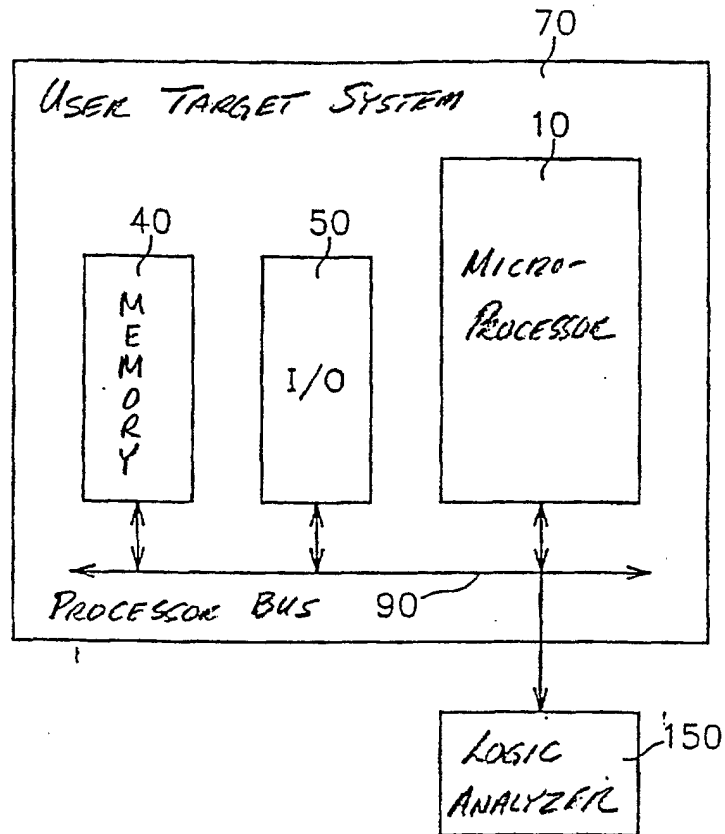 70
USER TARGET SYSTEM
10
40
50
MICRO-
PROCESSOR
MEMORY
I/O
PROCESSOR BUS
90
LOGIC
ANALYZER
150